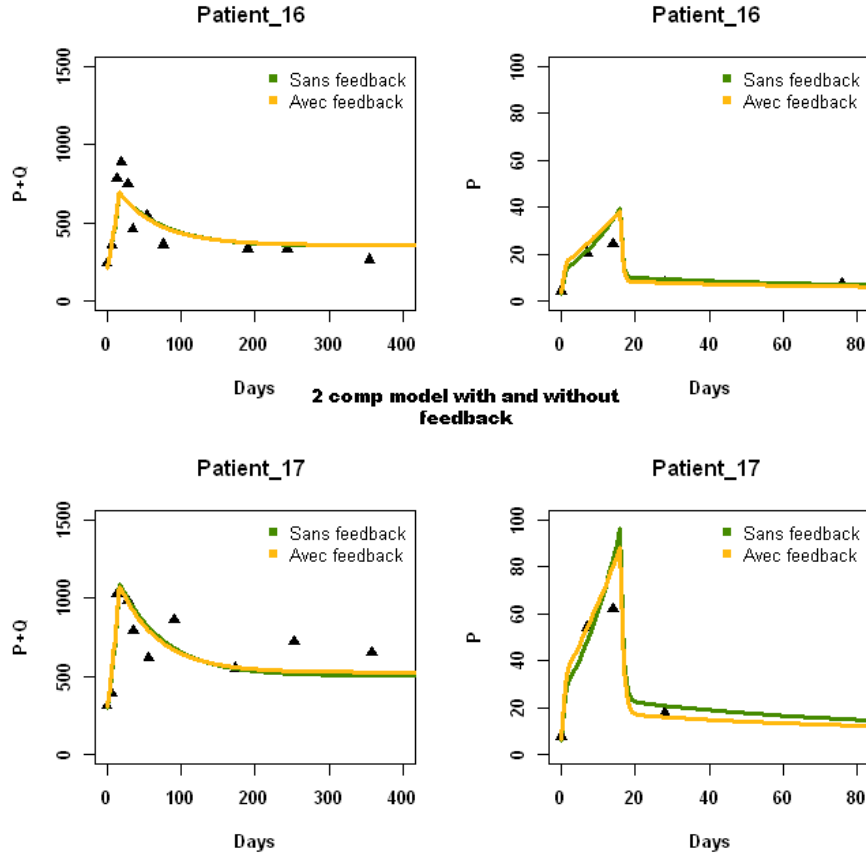 Patient_16
Patient_16
1500
1000
500
0
P+Q
Sans feedback
Avec feedback
0
100
200
300
400
Days
100
80
60
40
20
0
P
Sans feedback
Avec feedback
0
20
40
60
80
Days
2 comp model with and without
feedback
Patient_17
Patient_17
1500
1000
500
0
P+Q
Sans feedback
Avec feedback
0
100
200
300
400
Days
100
80
60
40
20
0
P
Sans feedback
Avec feedback
0
20
40
60
80
Days